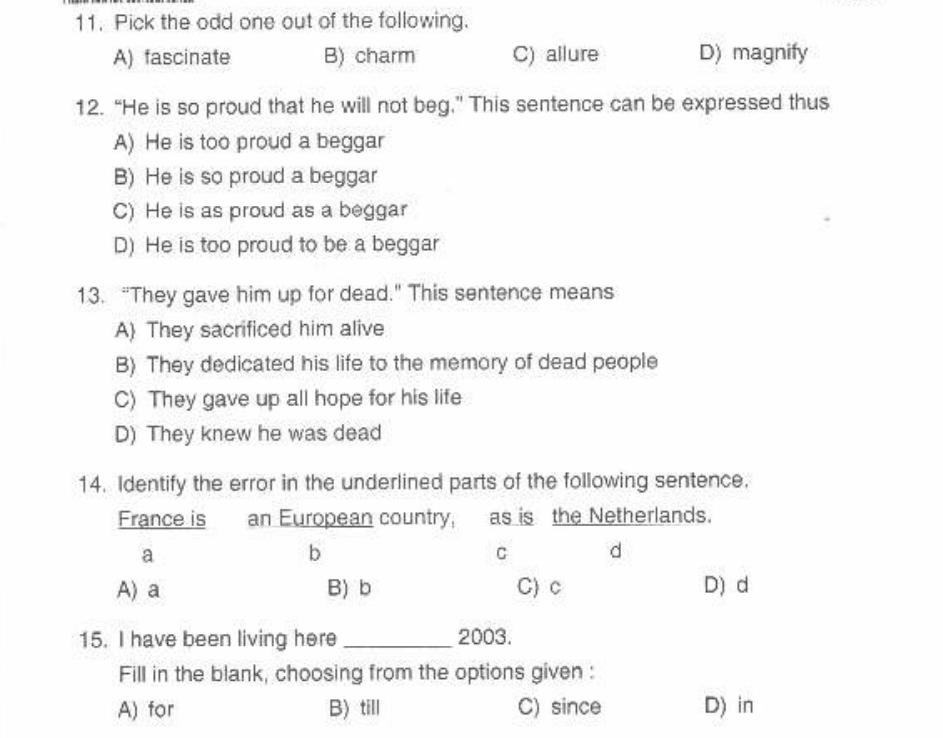 11. Pick the odd one out of the following.
A) fascinate B) charm C) allure D) magnify
12. “He is so proud that he will not beg.” This sentence can be expressed thus
A) He is too proud a beggar
B) He is so proud a beggar
C) He is as proud as a beggar
D) He is too proud to be a beggar
13. “They gave him up for dead.” This sentence means
A) They sacrificed him alive
B) They dedicated his life to the memory of dead people
C) They gave up all hope for his life
D) They knew he was dead
14. Identify the error in the underlined parts of the following sentence.
France is an European country, as is the Netherlands.
a b c d
A) a B) b C) c D) d
15. I have been living here __________ 2003.
Fill in the blank, choosing from the options given :
A) for B) till C) since D) in